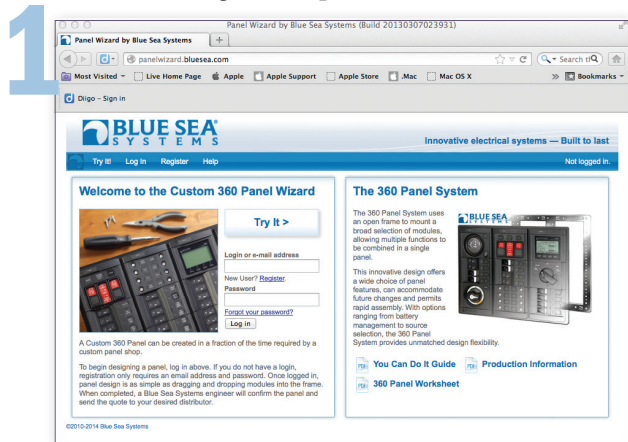 1
Panel Wizard by Blue Sea Systems (Build 20130307023931)
Panel Wizard by Blue Sea Systems
panelwizard.bluesea.com
Search
Most Visited
Live Home Page
Apple
Apple Support
Apple Store
.Mac
Mac OS X
Bookmarks
Diigo – Sign in
BLUE SEA
SYSTEMS
Innovative electrical systems — Built to last
Try It!
Log In
Register
Help
Not logged in.
Welcome to the Custom 360 Panel Wizard
Try It >
Login or e-mail address
New User? Register.
Password
Forgot your password?
Log in
A Custom 360 Panel can be created in a fraction of the time required by a
custom panel shop.
To begin designing a panel, log in above. If you do not have a login,
registration only requires an email address and password. Once logged in,
panel design is as simple as dragging and dropping modules into the frame.
When completed, a Blue Sea Systems engineer will confirm the panel and
send the quote to your desired distributor.
The 360 Panel System
The 360 Panel System uses
an open frame to mount a
broad selection of modules,
allowing multiple functions to
be combined in a single
panel.
This innovative design offers
a wide choice of panel
features, can accommodate
future changes and permits
rapid assembly. With options
ranging from battery
management to source
selection, the 360 Panel
System provides unmatched design flexibility.
BLUE SEA
You Can Do It Guide
Production Information
360 Panel Worksheet
©2010-2014 Blue Sea Systems